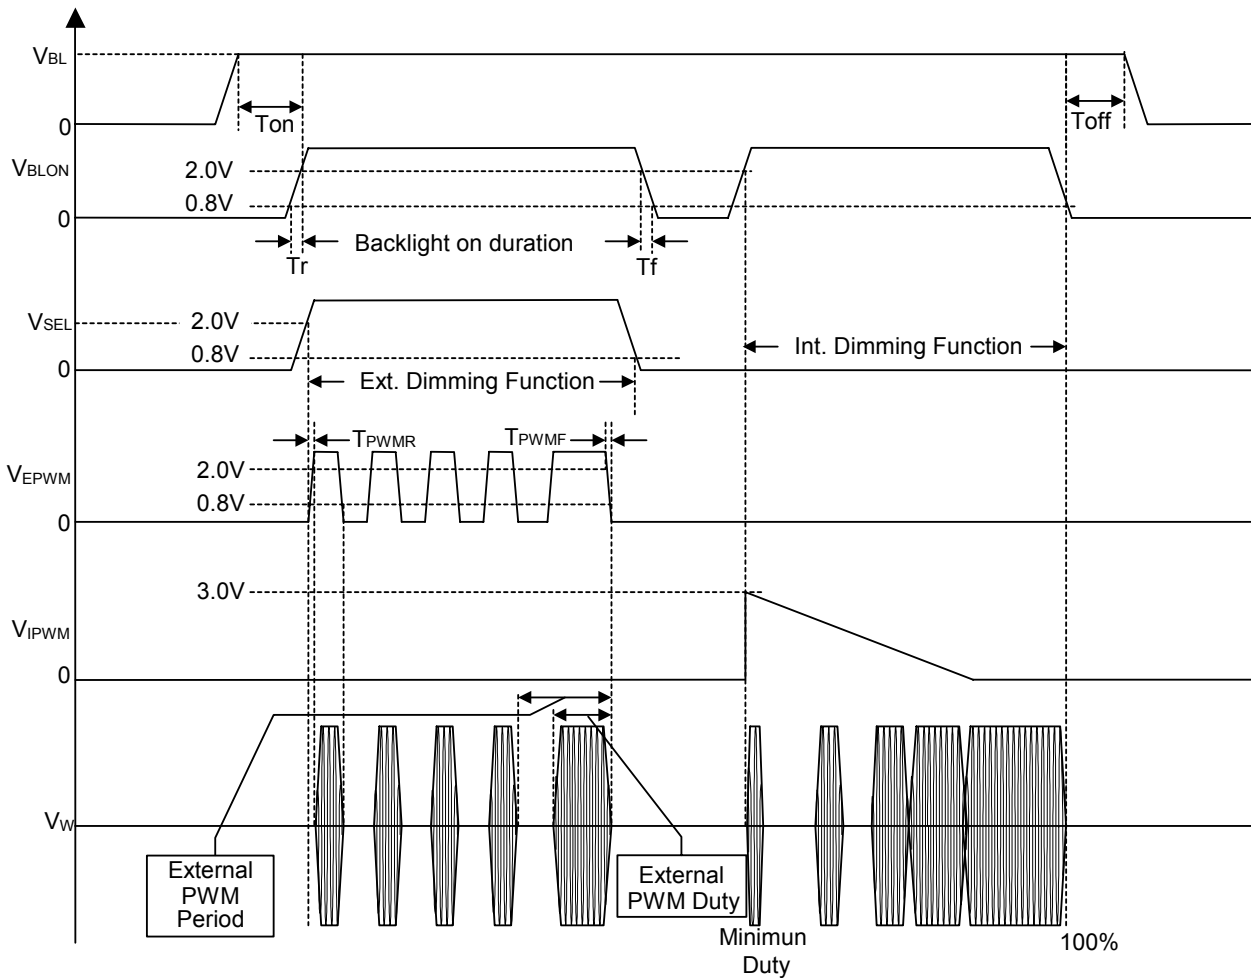 VBL
0
Ton
Toff
VBLON
2.0V
0.8V
0
Backlight on duration
Tr
Tf
VSEL
2.0V
0.8V
0
Int. Dimming Function
Ext. Dimming Function
TPWMR
TPWMF
VEPWM
2.0V
0.8V
0
3.0V
VIPWM
0
VW
External
PWM
Period
External
PWM Duty
Minimun
Duty
100%